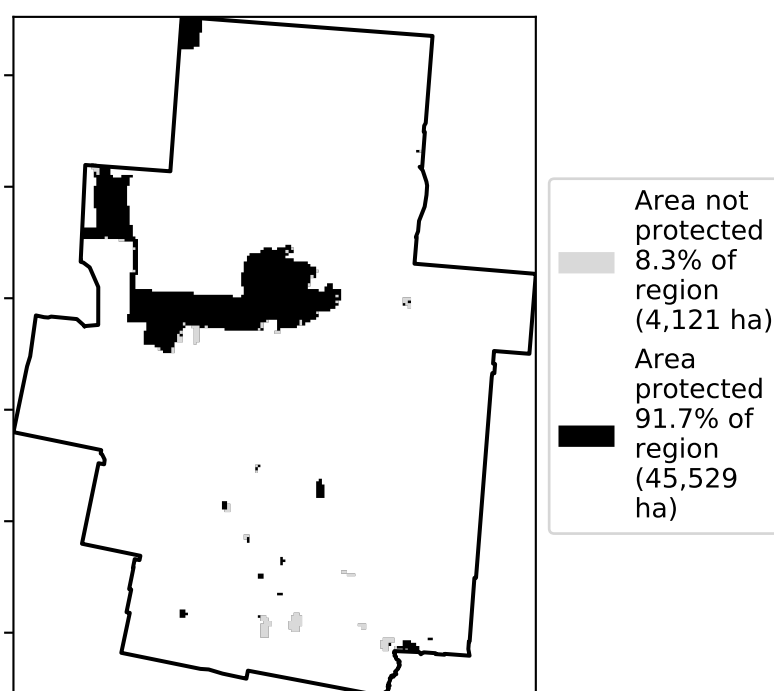 Area not
protected
8.3% of
region
(4,121 ha)
Area
protected
91.7% of
region
(45,529
ha)